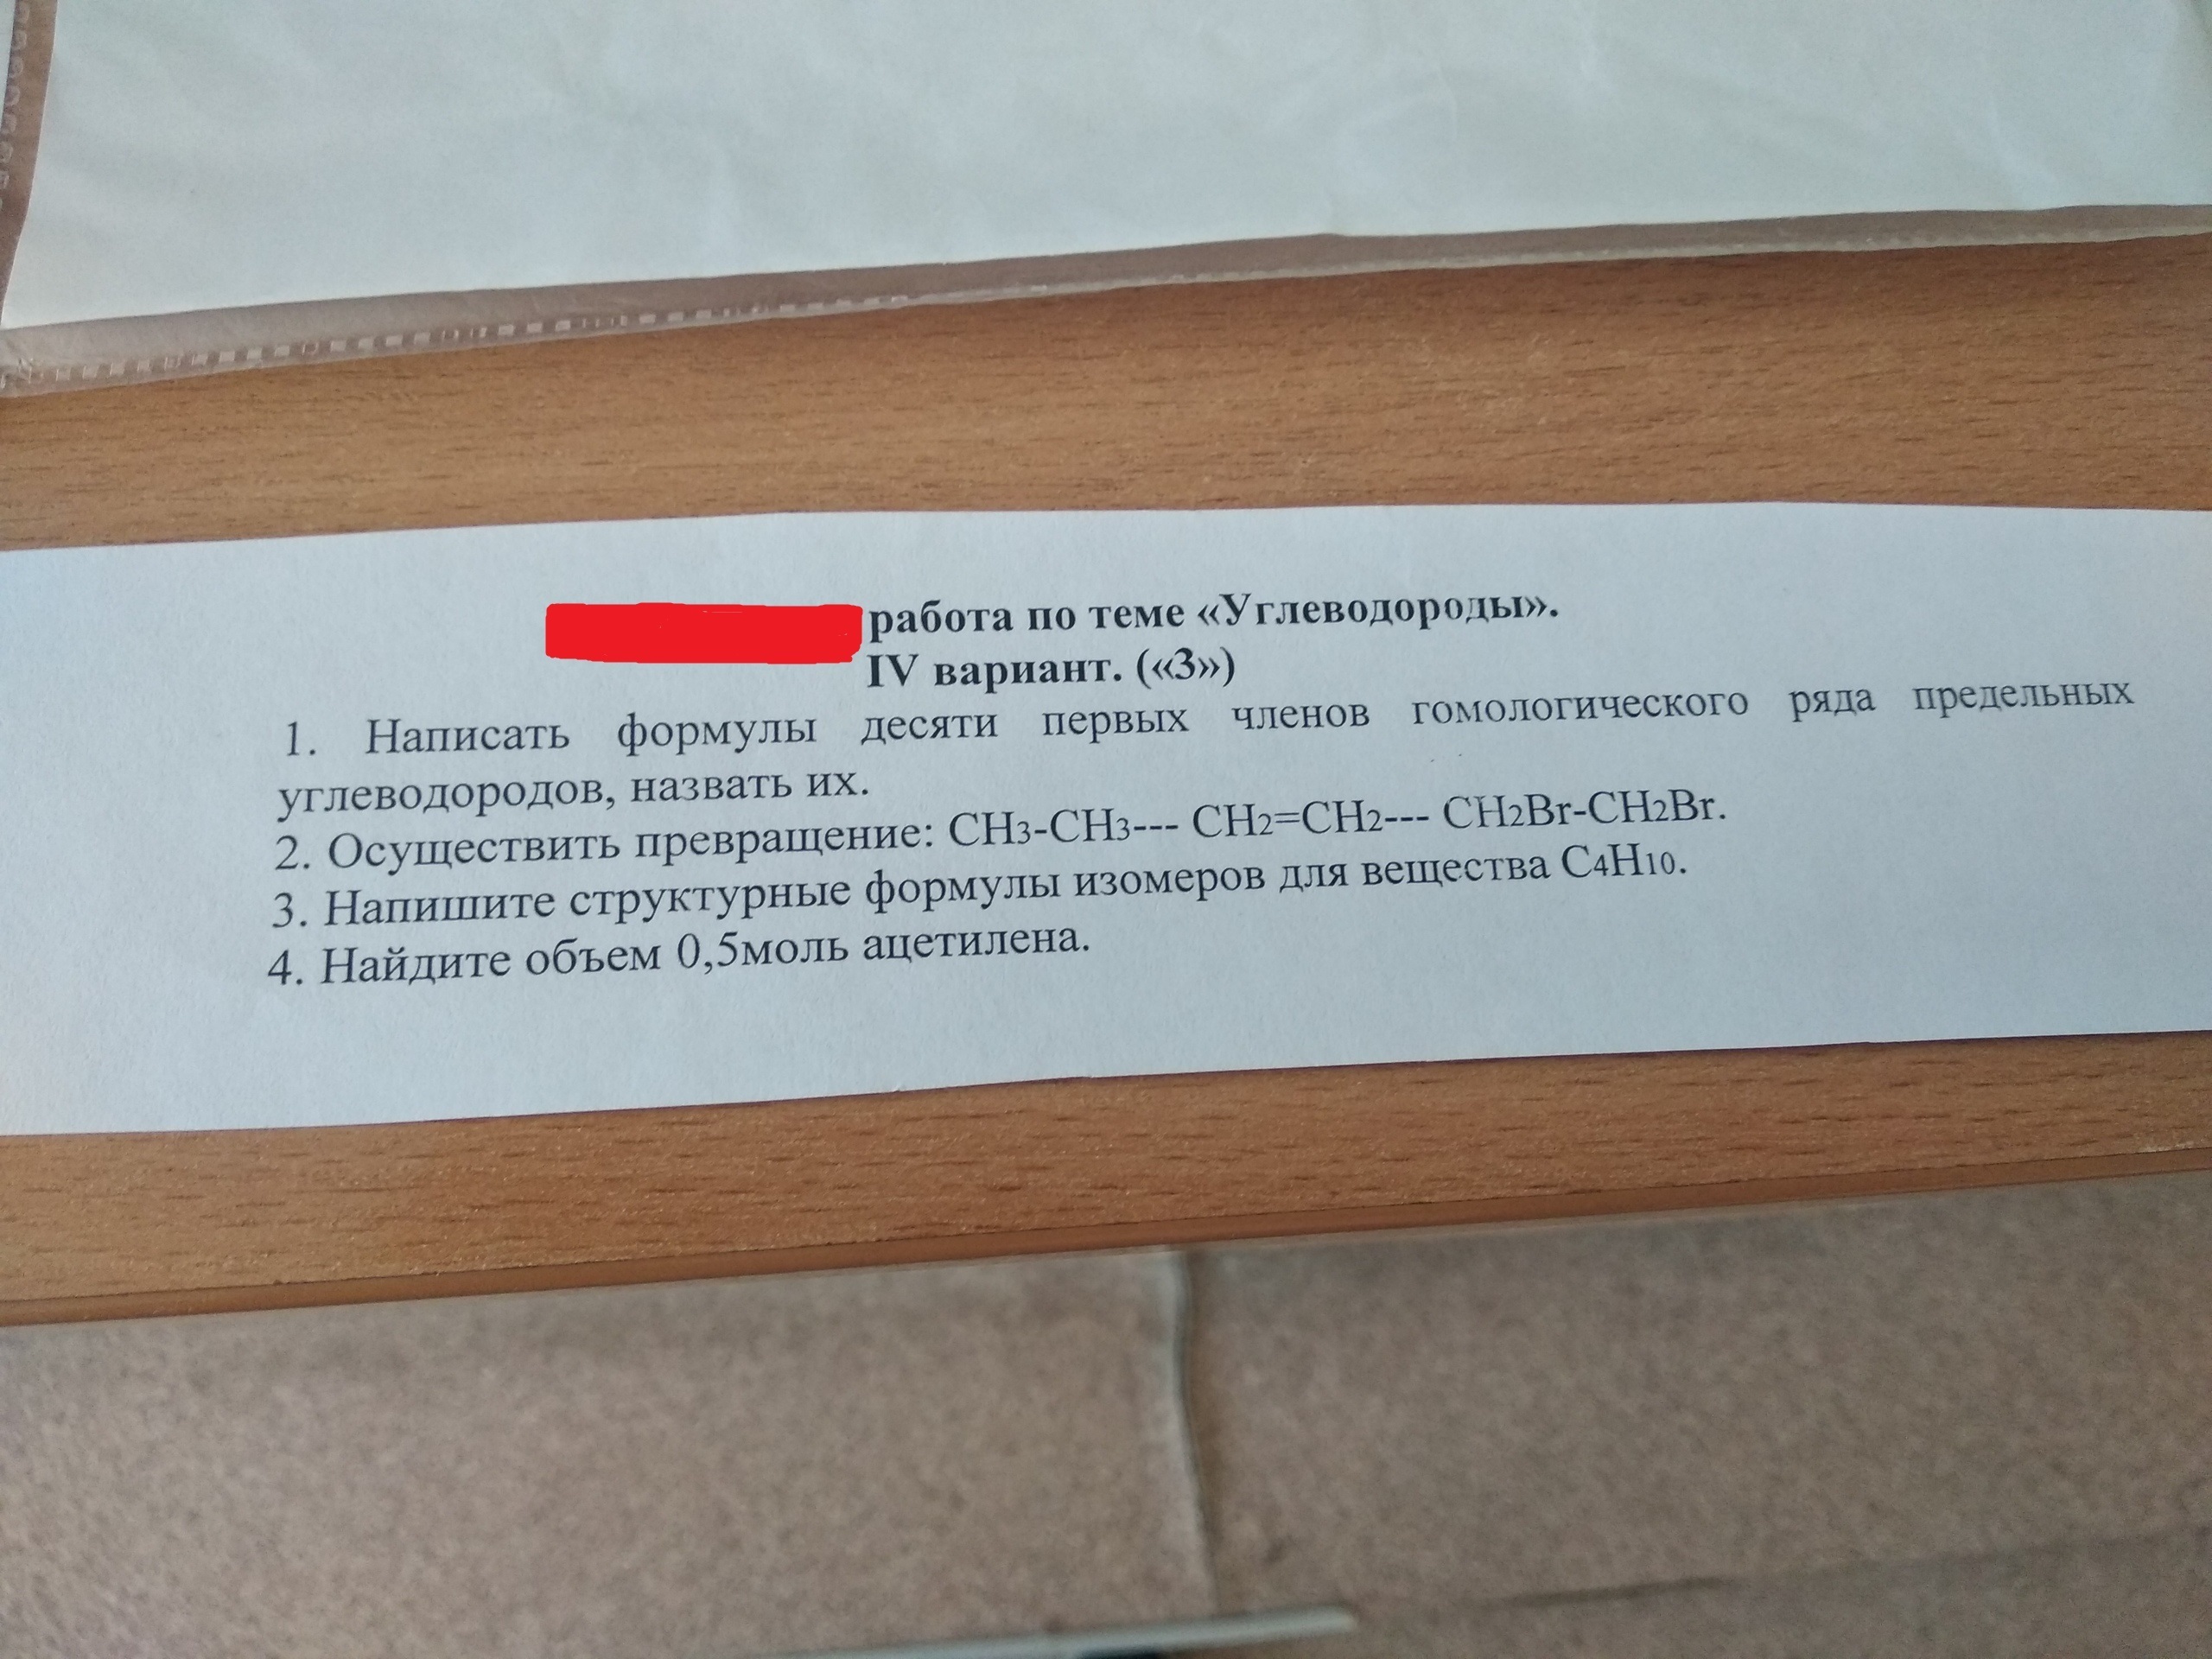 работа по теме «Углеводороды».
IV вариант. («3»)
1. Написать формулы десяти первых членов гомологического ряда предельных
углеводородов, назвать их.
2. Осуществить превращение: CH3-CH3--- CH2=CH2--- CH2Br-CH2Br.
3. Напишите структурные формулы изомеров для вещества C4H10.
4. Найдите объем 0,5моль ацетилена.